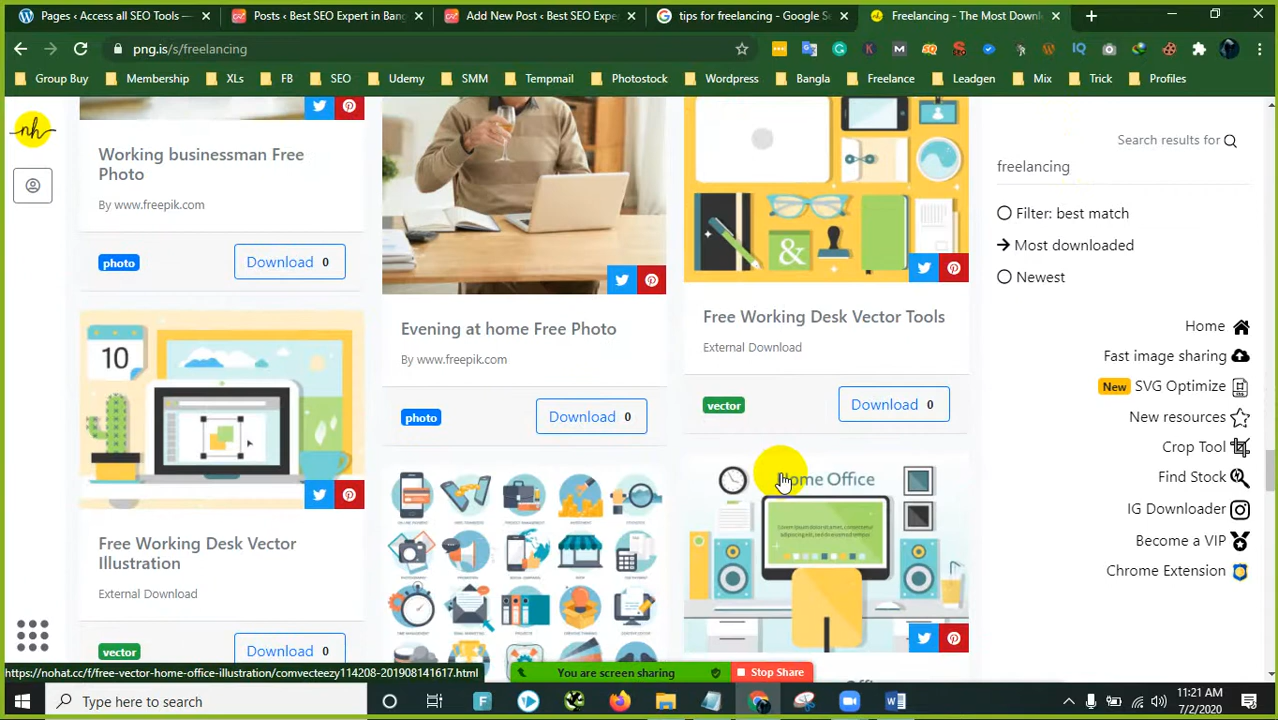 Pages ‹ Access all SEO Tools —
Posts ‹ Best SEO Expert in Bang
Add New Post ‹ Best SEO Expe
tips for freelancing - Google Se
Freelancing - The Most Downl
png.is/s/freelancing
Group Buy
Membership
XLs
FB
SEO
Udemy
SMM
Tempmail
Photostock
Wordpress
Bangla
Freelance
Leadgen
Mix
Trick
Profiles
nh
Working businessman Free
Photo
By www.freepik.com
photo
Download 0
10
Free Working Desk Vector
Illustration
External Download
vector
Download 0
Evening at home Free Photo
By www.freepik.com
photo
Download 0
&
Free Working Desk Vector Tools
External Download
vector
Download 0
Home Office
Search results for
freelancing
Filter: best match
Most downloaded
Newest
Home
Fast image sharing
New SVG Optimize
New resources
Crop Tool
Find Stock
IG Downloader
Become a VIP
Chrome Extension
https://nohat.cc/f/free-vector-home-office-illustration/comvecteezy114208-201908141617.html
You are screen sharing
Stop Share
Type here to search
11:21 AM
7/2/2020